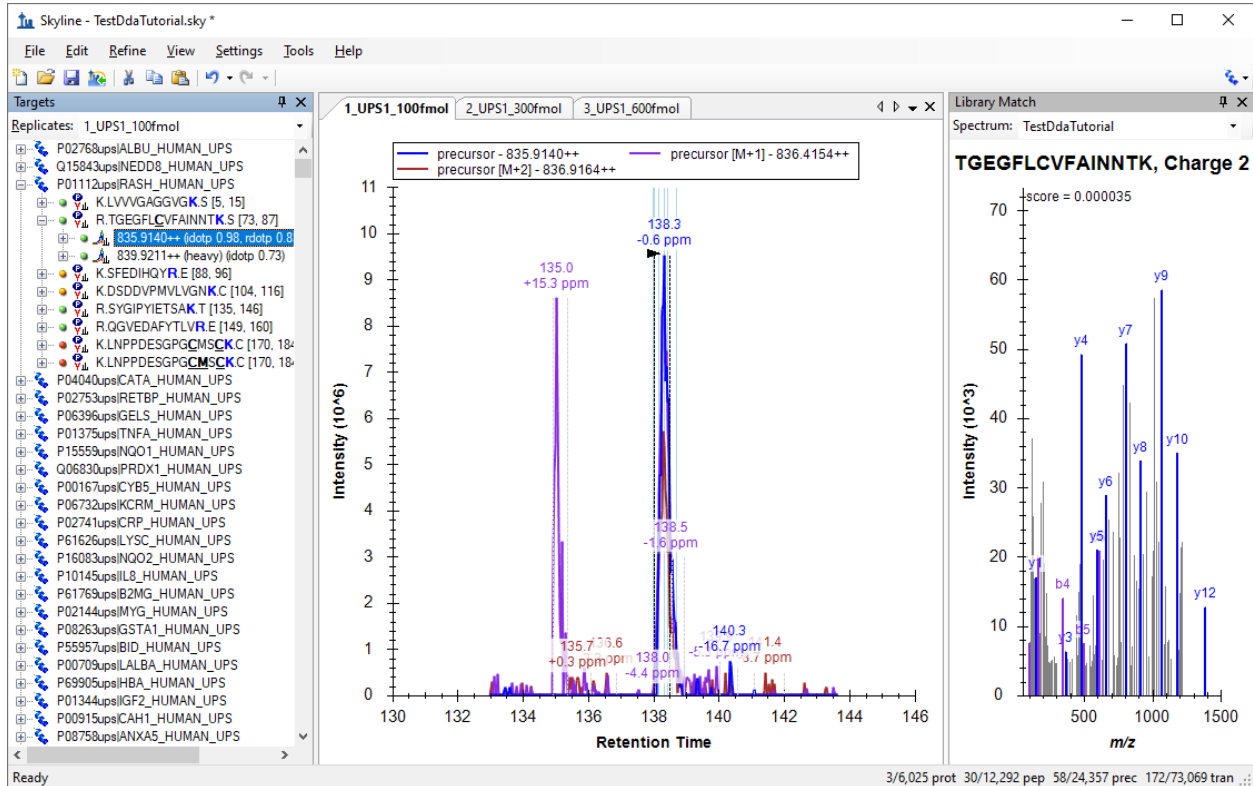 Skyline - TestDdaTutorial.sky *
File Edit Refine View Settings Tools Help
Targets
Replicates: 1_UPS1_100fmol
P02768ups|ALBU_HUMAN_UPS
Q15843ups|NEDD8_HUMAN_UPS
P01112ups|RASH_HUMAN_UPS
K.LVVVGAGGVGK.S [5, 15]
R.TGEGFLCVFAINNTK.S [73, 87]
835.9140++ (idotp 0.98, rdotp 0.8
839.9211++ (heavy) (idotp 0.73)
K.SFEDIHQYR.E [88, 96]
K.DSDDVPMVLVGNK.C [104, 116]
R.SYGIPYIETSAK.T [135, 146]
R.QGVEDAFYTLVR.E [149, 160]
K.LNPPDESGPGCMSCK.C [170, 184
K.LNPPDESGPGCMSCK.C [170, 184
P04040ups|CATA_HUMAN_UPS
P02753ups|RETBP_HUMAN_UPS
P06396ups|GELS_HUMAN_UPS
P01375ups|TNFA_HUMAN_UPS
P15559ups|NQO1_HUMAN_UPS
Q06830ups|PRDX1_HUMAN_UPS
P00167ups|CYB5_HUMAN_UPS
P06732ups|KCRM_HUMAN_UPS
P02741ups|CRP_HUMAN_UPS
P61626ups|LYSC_HUMAN_UPS
P16083ups|NQO2_HUMAN_UPS
P10145ups|IL8_HUMAN_UPS
P61769ups|B2MG_HUMAN_UPS
P02144ups|MYG_HUMAN_UPS
P08263ups|GSTA1_HUMAN_UPS
P55957ups|BID_HUMAN_UPS
P00709ups|LALBA_HUMAN_UPS
P69905ups|HBA_HUMAN_UPS
P01344ups|IGF2_HUMAN_UPS
P00915ups|CAH1_HUMAN_UPS
P08758ups|ANXA5_HUMAN_UPS
1_UPS1_100fmol 2_UPS1_300fmol 3_UPS1_600fmol
precursor - 835.9140++ precursor [M+1] - 836.4154++
precursor [M+2] - 836.9164++
Intensity (10^6)
11
10
9
8
7
6
5
4
3
2
1
0
138.3
-0.6 ppm
135.0
+15.3 ppm
138.5
-1.6 ppm
135.7
+0.3 ppm
138.0
-4.4 ppm
140.3
-16.7 ppm
130 132 134 136 138 140 142 144 146
Retention Time
Library Match
Spectrum: TestDdaTutorial
TGEGFLCVFAINNTK, Charge 2
score = 0.000035
Intensity (10^3)
70
60
50
40
30
20
10
0
y9
y7
y4
y8
y10
y6
y5
b4
y3
b5
y12
500 1000 1500
m/z
Ready
3/6,025 prot 30/12,292 pep 58/24,357 prec 172/73,069 tran